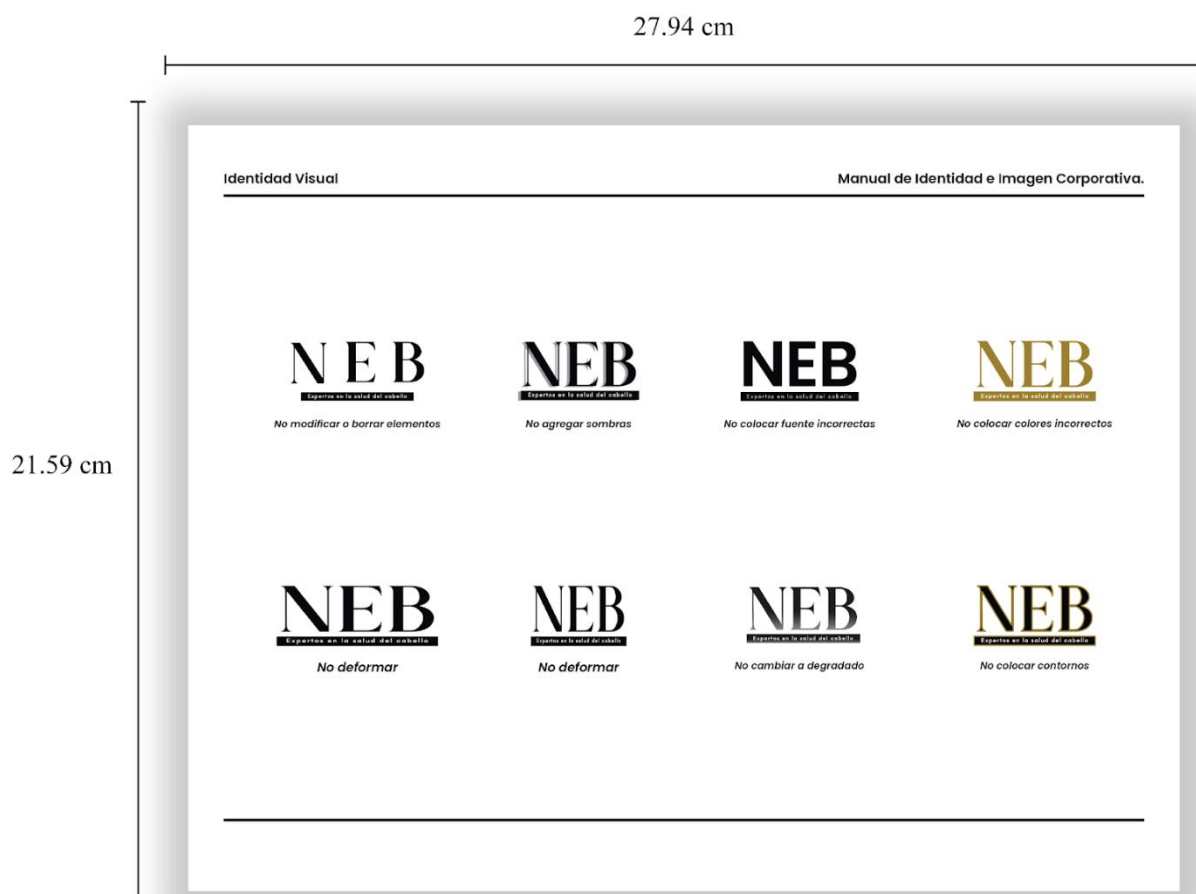 27.94 cm
21.59 cm
Identidad Visual
Manual de Identidad e Imagen Corporativa.
NEB
Expertos en la salud del cabello
No modificar o borrar elementos
NEB
Expertos en la salud del cabello
No agregar sombras
NEB
Expertos en la salud del cabello
No colocar fuente incorrectas
NEB
Expertos en la salud del cabello
No colocar colores incorrectos
NEB
Expertos en la salud del cabello
No deformar
NEB
Expertos en la salud del cabello
No deformar
NEB
Expertos en la salud del cabello
No cambiar a degradado
NEB
Expertos en la salud del cabello
No colocar contornos